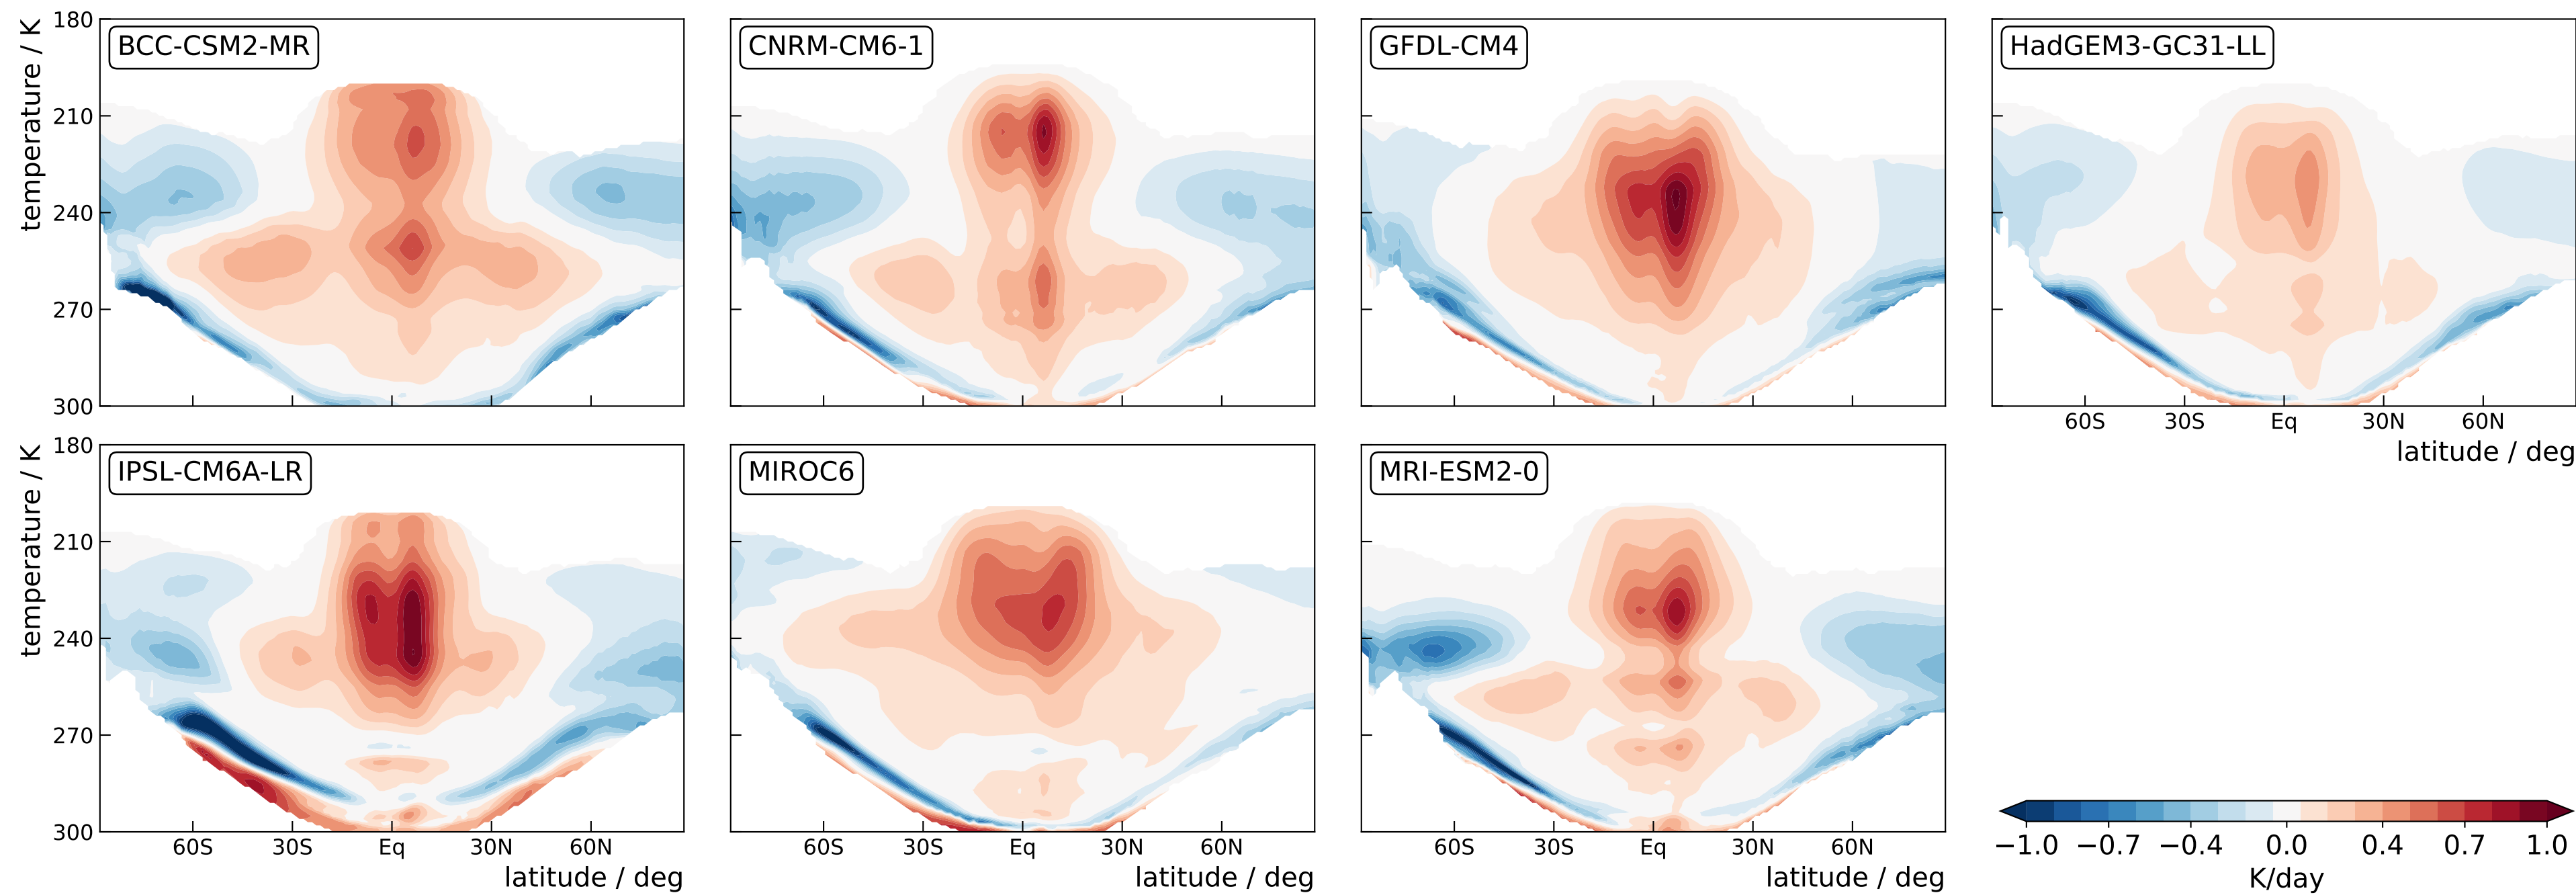 BCC-CSM2-MR
CNRM-CM6-1
GFDL-CM4
HadGEM3-GC31-LL
temperature / K
180
210
240
270
300
60S 30S Eq 30N 60N
latitude / deg
IPSL-CM6A-LR
MIROC6
MRI-ESM2-0
temperature / K
180
210
240
270
300
60S 30S Eq 30N 60N
latitude / deg
60S 30S Eq 30N 60N
latitude / deg
60S 30S Eq 30N 60N
latitude / deg
−1.0 −0.7 −0.4 0.0 0.4 0.7 1.0
K/day